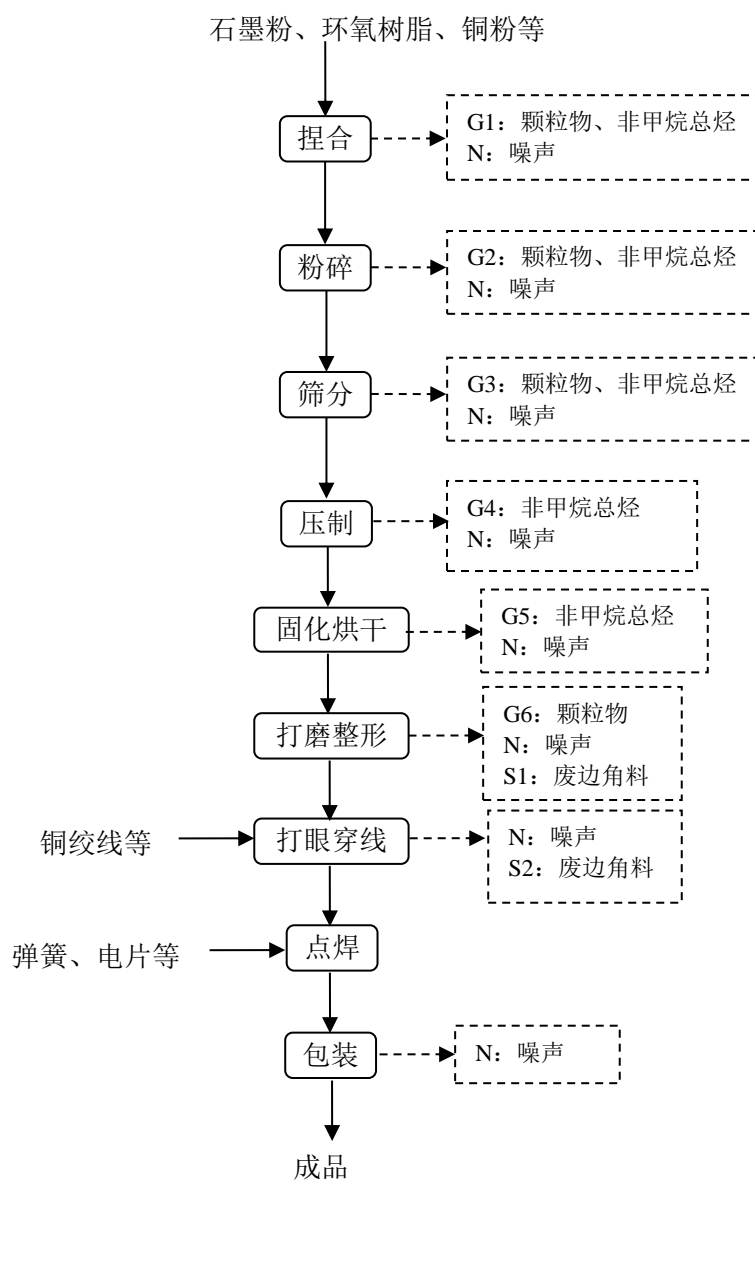 石墨粉、环氧树脂、铜粉等
捏合
G1：颗粒物、非甲烷总烃
N：噪声
粉碎
G2：颗粒物、非甲烷总烃
N：噪声
筛分
G3：颗粒物、非甲烷总烃
N：噪声
压制
G4：非甲烷总烃
N：噪声
固化烘干
G5：非甲烷总烃
N：噪声
打磨整形
G6：颗粒物
N：噪声
S1：废边角料
铜绞线等
打眼穿线
N：噪声
S2：废边角料
弹簧、电片等
点焊
包装
N：噪声
成品